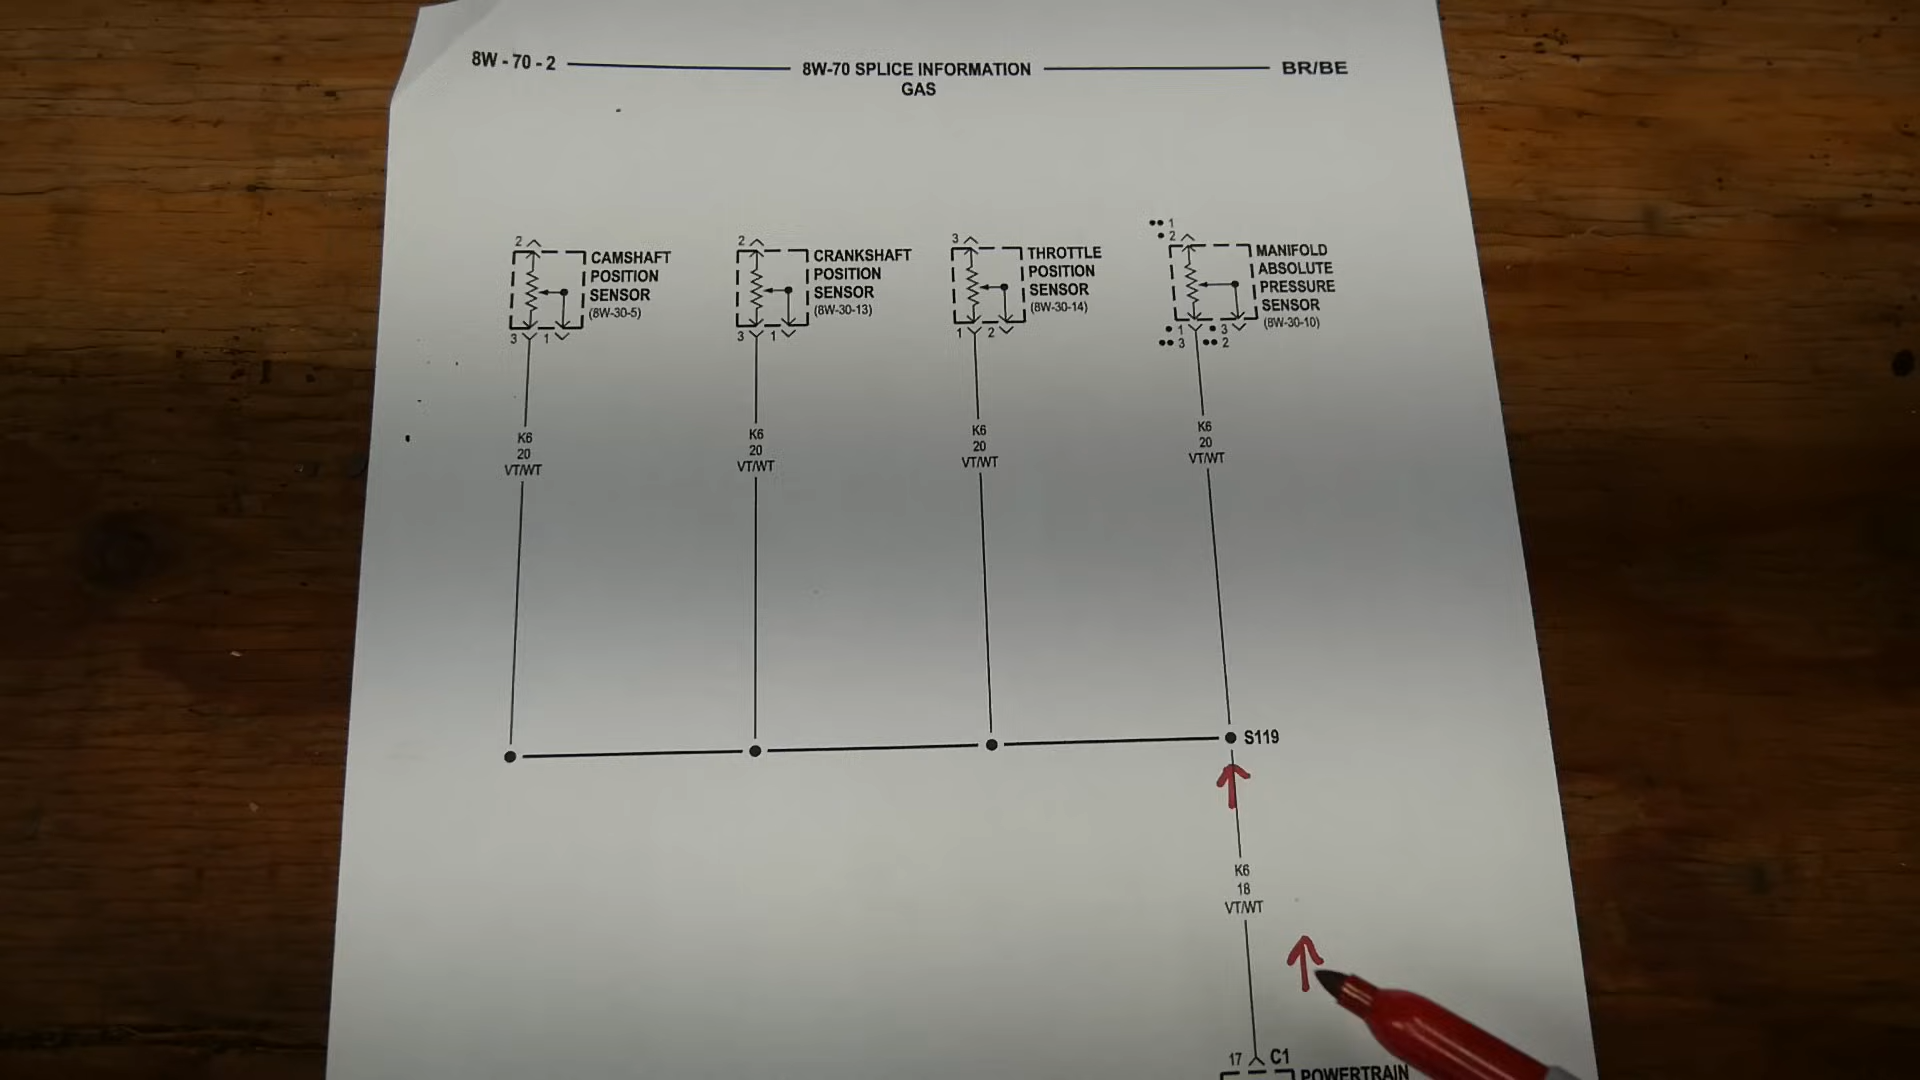 8W - 70 - 2
8W-70 SPLICE INFORMATION
GAS
BR/BE
2
CAMSHAFT
POSITION
SENSOR
(8W-30-5)
3 1
2
CRANKSHAFT
POSITION
SENSOR
(8W-30-13)
3 1
3
THROTTLE
POSITION
SENSOR
(8W-30-14)
1 2
•• 1
• 2
MANIFOLD
ABSOLUTE
PRESSURE
SENSOR
(8W-30-10)
• 1 • 3
•• 3 •• 2
K6
20
VT/WT
K6
20
VT/WT
K6
20
VT/WT
K6
20
VT/WT
S119
K6
18
VT/WT
17 C1
POWERTRAIN